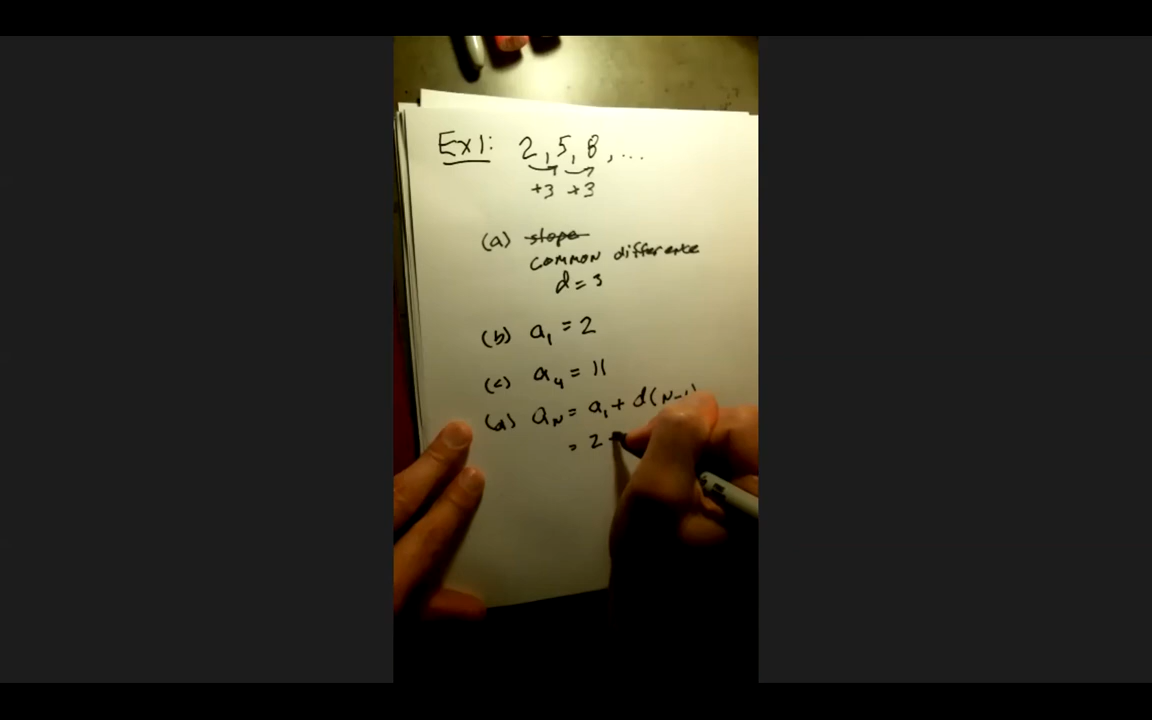 Ex1: 2, 5, 8, ...
+3 +3
(a) slope
common difference
d = 3
(b) a₁ = 2
(c) a₄ = 11
(d) aₙ = a₁ + d(N-1)
= 2